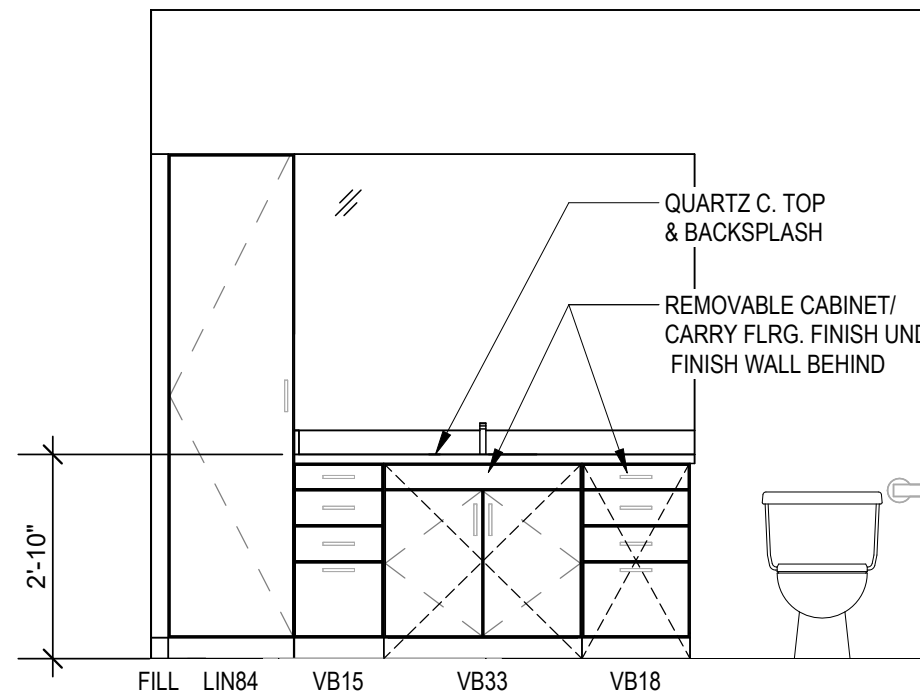 QUARTZ C. TOP
& BACKSPLASH
REMOVABLE CABINET/
CARRY FLRG. FINISH UND
FINISH WALL BEHIND
2'-10"
FILL LIN84 VB15 VB33 VB18